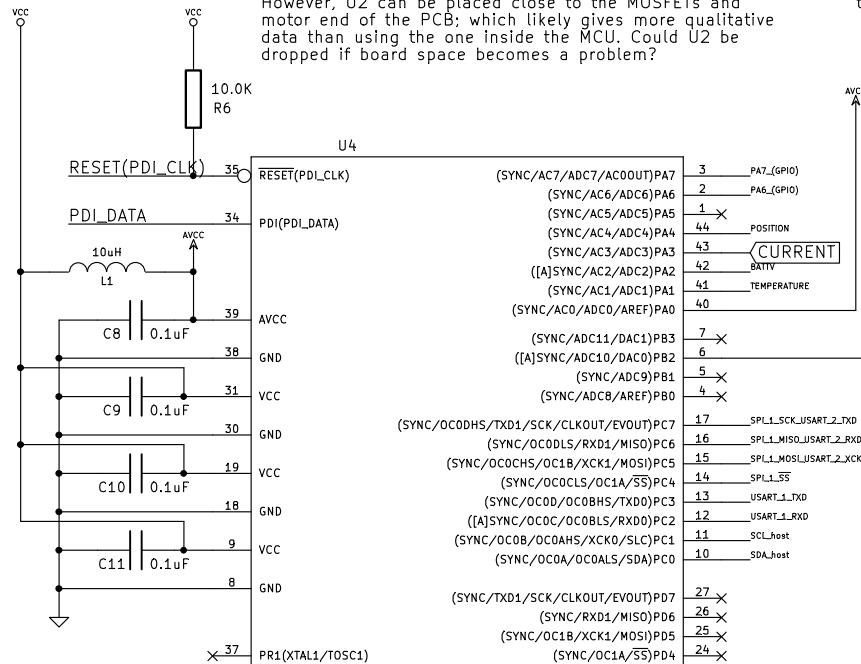 However, U2 can be placed close to the MOSFETs and
motor end of the PCB; which likely gives more qualitative
data than using the one inside the MCU. Could U2 be
dropped if board space becomes a problem?
VCC
VCC
10.0K
R6
AVC
U4
RESET(PDI_CLK)
35
RESET(PDI_CLK)
PDI_DATA
34
PDI(PDI_DATA)
AVCC
10uH
L1
39
AVCC
C8
0.1uF
38
GND
31
VCC
C9
0.1uF
30
GND
19
VCC
C10
0.1uF
18
GND
9
VCC
C11
0.1uF
8
GND
37
PR1(XTAL1/TOSC1)
(SYNC/AC7/ADC7/AC0OUT)PA7
3
PA7_(GPIO)
(SYNC/AC6/ADC6)PA6
2
PA6_(GPIO)
(SYNC/AC5/ADC5)PA5
1
(SYNC/AC4/ADC4)PA4
44
POSITION
(SYNC/AC3/ADC3)PA3
43
CURRENT
([A]SYNC/AC2/ADC2)PA2
42
BATTV
(SYNC/AC1/ADC1)PA1
41
TEMPERATURE
(SYNC/AC0/ADC0/AREF)PA0
40
(SYNC/ADC11/DAC1)PB3
7
([A]SYNC/ADC10/DAC0)PB2
6
(SYNC/ADC9)PB1
5
(SYNC/ADC8/AREF)PB0
4
(SYNC/OC0DHS/TXD1/SCK/CLKOUT/EVOUT)PC7
17
SPI_1_SCK_USART_2_TXD
(SYNC/OC0DLS/RXD1/MISO)PC6
16
SPI_1_MISO_USART_2_RXD
(SYNC/OC0CHS/OC1B/XCK1/MOSI)PC5
15
SPI_1_MOSI_USART_2_XCK
(SYNC/OC0CLS/OC1A/SS)PC4
14
SPI_1_SS
(SYNC/OC0D/OC0BHS/TXD0)PC3
13
USART_1_TXD
([A]SYNC/OC0C/OC0BLS/RXD0)PC2
12
USART_1_RXD
(SYNC/OC0B/OC0AHS/XCK0/SLC)PC1
11
SCL_host
(SYNC/OC0A/OC0ALS/SDA)PC0
10
SDA_host
(SYNC/TXD1/SCK/CLKOUT/EVOUT)PD7
27
(SYNC/RXD1/MISO)PD6
26
(SYNC/OC1B/XCK1/MOSI)PD5
25
(SYNC/OC1A/SS)PD4
24